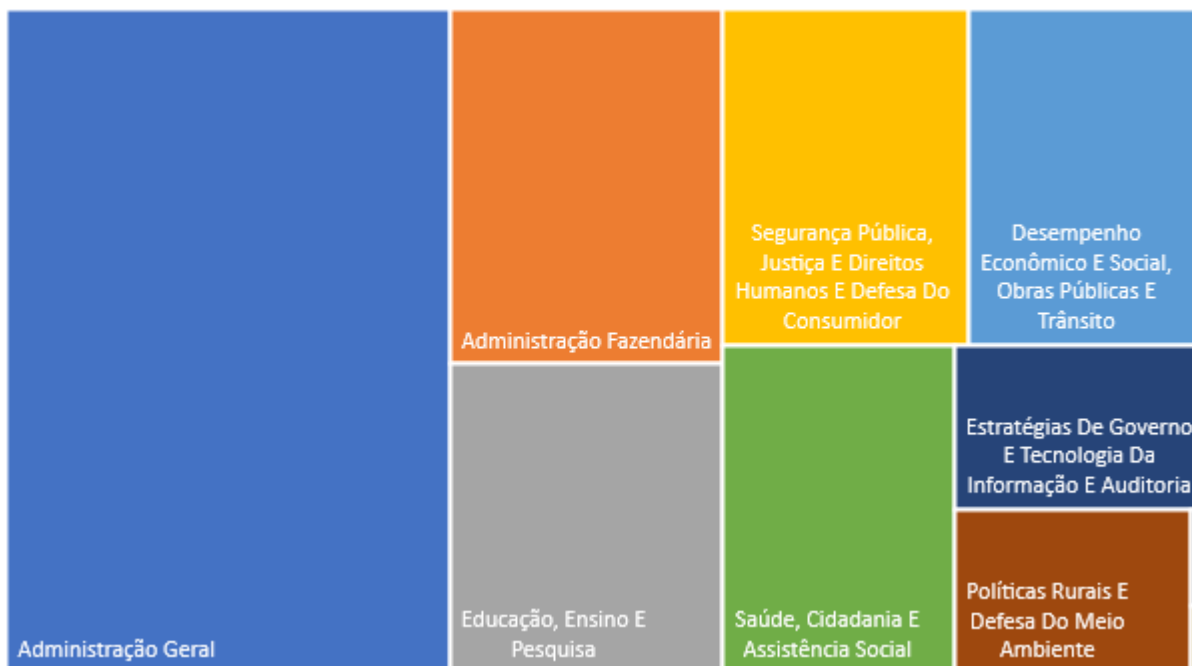 Administração Geral
Administração Fazendária
Educação, Ensino E
Pesquisa
Segurança Pública,
Justiça E Direitos
Humanos E Defesa Do
Consumidor
Desempenho
Econômico E Social,
Obras Públicas E
Trânsito
Saúde, Cidadania E
Assistência Social
Estratégias De Governo
E Tecnologia Da
Informação E Auditoria
Políticas Rurais E
Defesa Do Meio
Ambiente